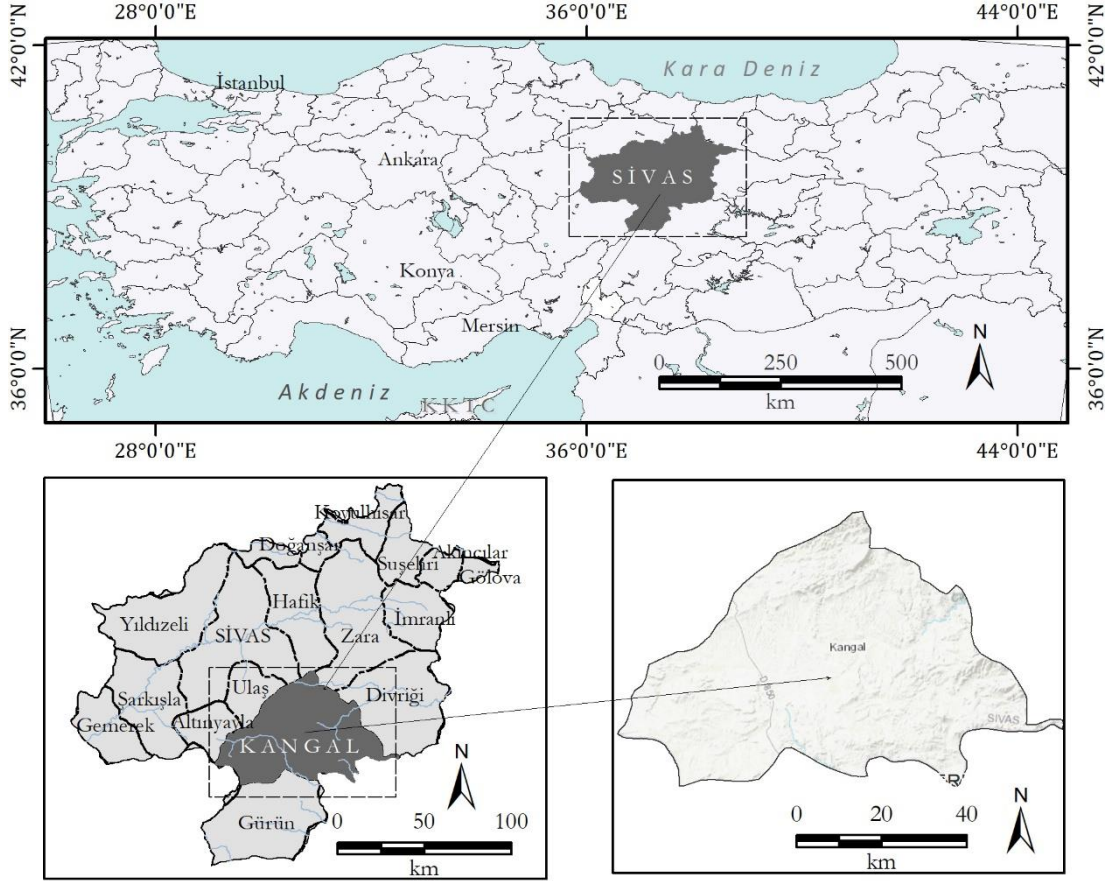 28°0'0"E 36°0'0"E 44°0'0"E
42°0'0"N 42°0'0"N
Kara Deniz
İstanbul
Ankara
SİVAS
Konya
Mersin
N
36°0'0"N 36°0'0"N
0 250 500
km
Akdeniz
KKTC
28°0'0"E 36°0'0"E 44°0'0"E
Koyulhisar
Doğanşar
Akıncılar
Suşehri
Gölova
Hafik
İmranlı
Yıldızeli
SİVAS
Zara
Ulaş
Divriği
Şarkışla
Gemerek
Altınyayla
KANGAL
N
Gürün
0 50 100
km
Kangal
D850
SIVAS
ER
0 20 40
km
N